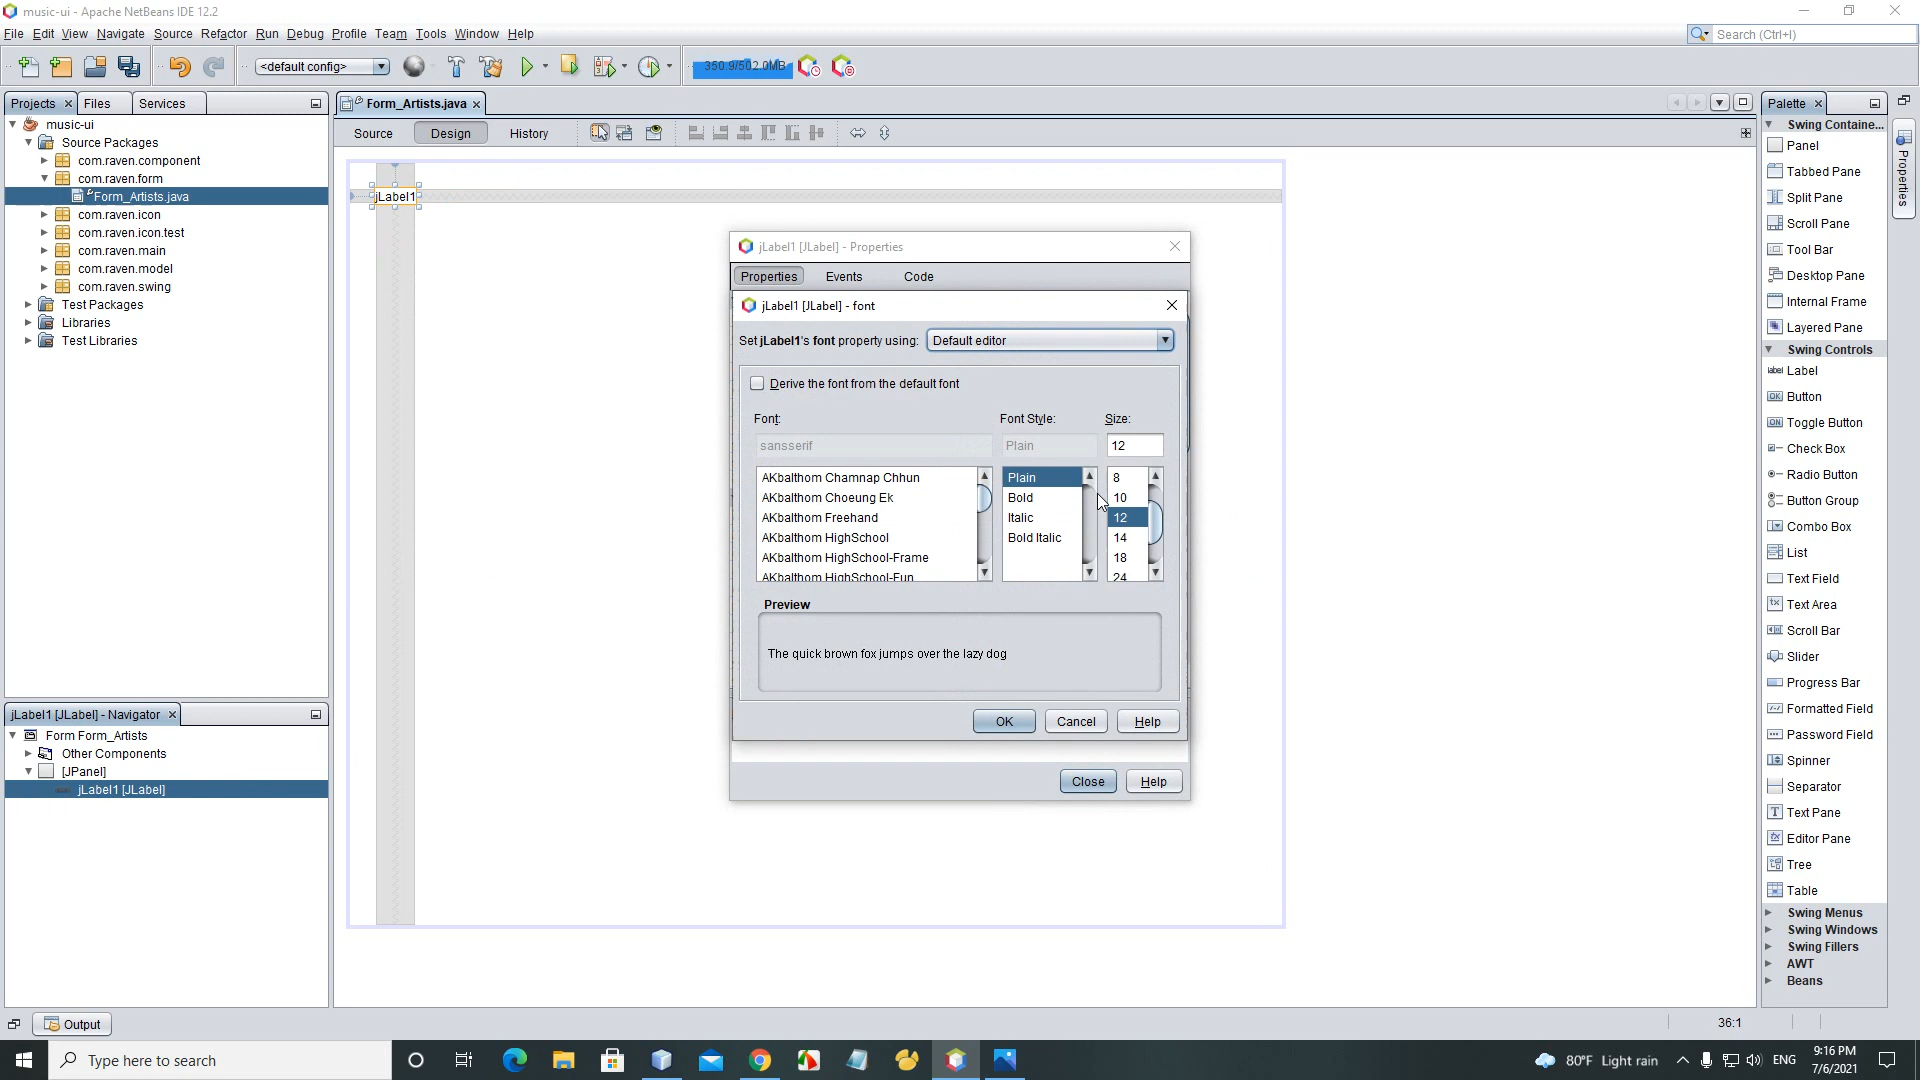 music-ui - Apache NetBeans IDE 12.2
File Edit View Navigate Source Refactor Run Debug Profile Team Tools Window Help
Search (Ctrl+I)
<default config>
350.9/502.0MB
Projects Files Services
Form_Artists.java
Palette
Source Design History
music-ui
Source Packages
com.raven.component
com.raven.form
Form_Artists.java
com.raven.icon
com.raven.icon.test
com.raven.main
com.raven.model
com.raven.swing
Test Packages
Libraries
Test Libraries
jLabel1
jLabel1 [JLabel] - Properties
Properties Events Code
jLabel1 [JLabel] - font
Set jLabel1's font property using: Default editor
Derive the font from the default font
Font: Font Style: Size:
sansserif Plain 12
AKbalthom Chamnap Chhun
AKbalthom Choeung Ek
AKbalthom Freehand
AKbalthom HighSchool
AKbalthom HighSchool-Frame
AKbalthom HighSchool-Fun
Plain
Bold
Italic
Bold Italic
8
10
12
14
18
24
Preview
The quick brown fox jumps over the lazy dog
OK Cancel Help
Close Help
Swing Containe...
Panel
Tabbed Pane
Split Pane
Scroll Pane
Tool Bar
Desktop Pane
Internal Frame
Layered Pane
Swing Controls
label Label
OK Button
ON Toggle Button
Check Box
Radio Button
Button Group
Combo Box
List
Text Field
Text Area
Scroll Bar
Slider
Progress Bar
Formatted Field
Password Field
Spinner
Separator
Text Pane
Editor Pane
Tree
Table
Swing Menus
Swing Windows
Swing Fillers
AWT
Beans
Properties
jLabel1 [JLabel] - Navigator
Form Form_Artists
Other Components
[JPanel]
jLabel1 [JLabel]
Output
36:1
Type here to search
80°F Light rain
ENG
9:16 PM
7/6/2021